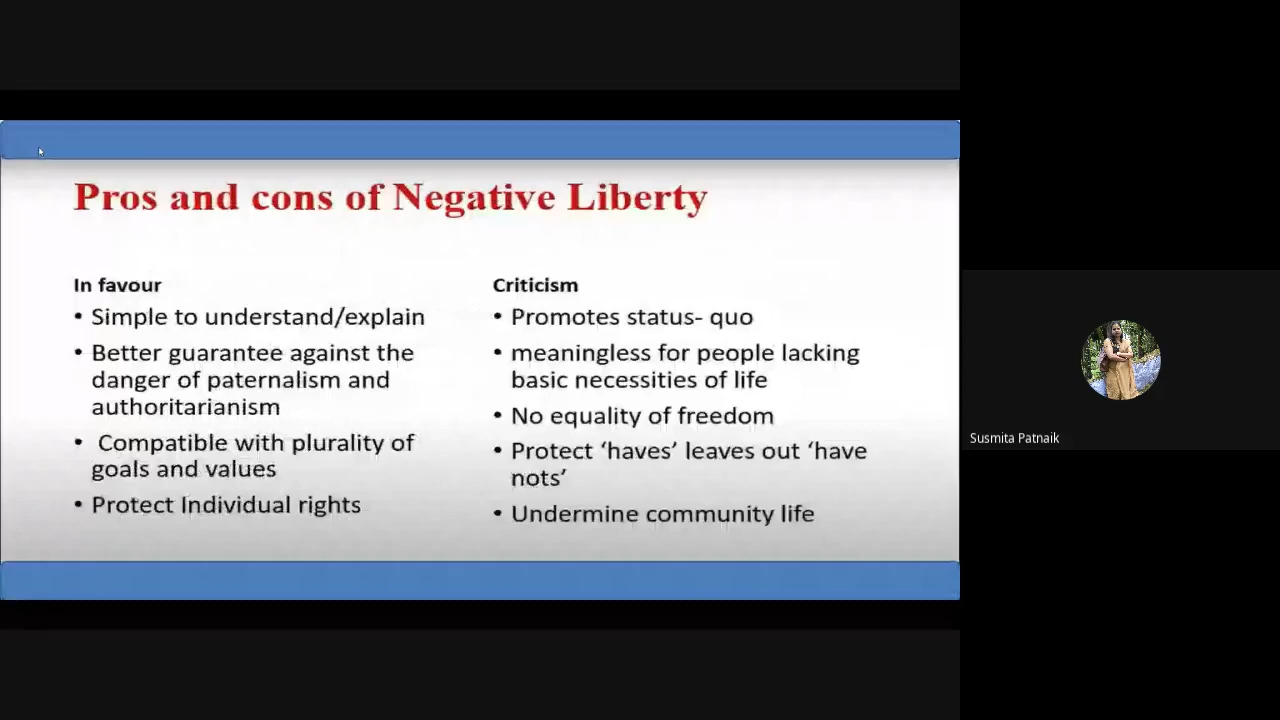 Pros and cons of Negative Liberty
In favour
• Simple to understand/explain
• Better guarantee against the
danger of paternalism and
authoritarianism
• Compatible with plurality of
goals and values
• Protect Individual rights
Criticism
• Promotes status- quo
• meaningless for people lacking
basic necessities of life
• No equality of freedom
• Protect ‘haves’ leaves out ‘have
nots’
• Undermine community life
Susmita Patnaik